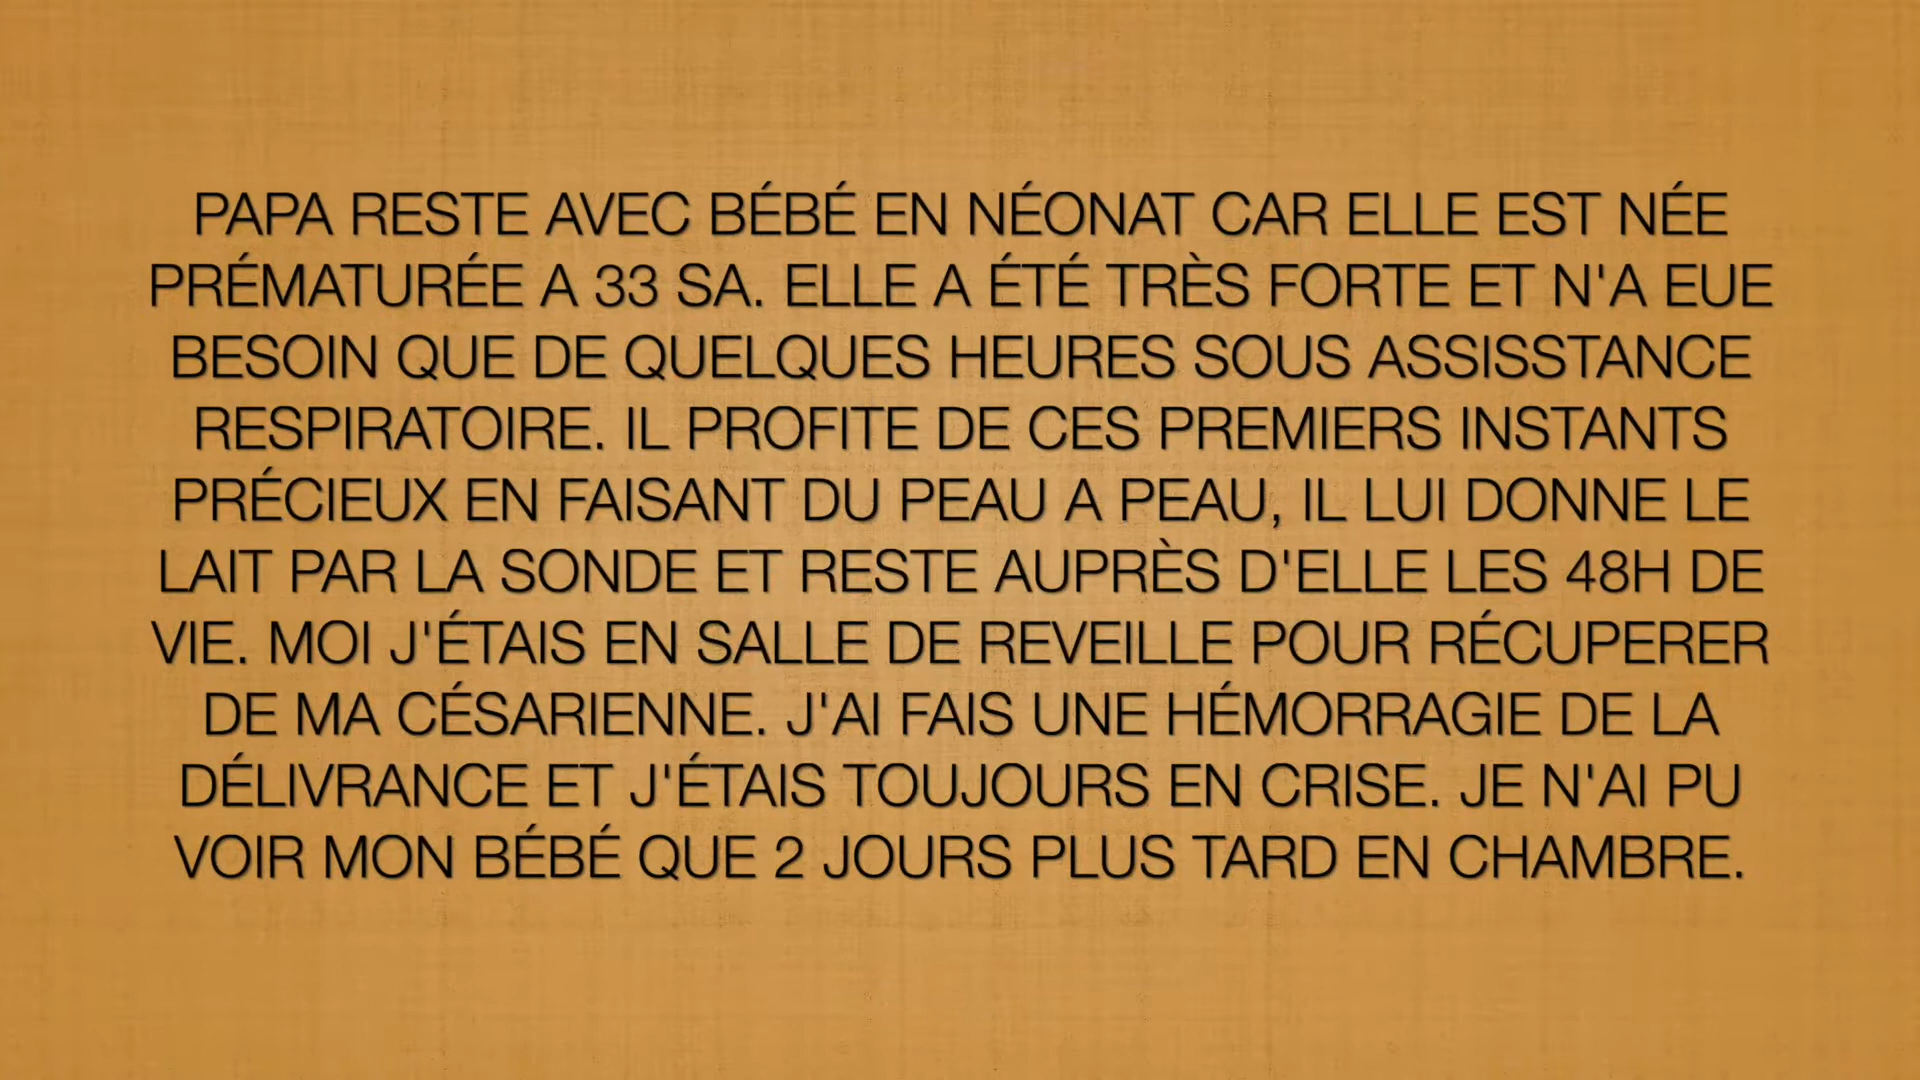 PAPA RESTE AVEC BÉBÉ EN NÉONAT CAR ELLE EST NÉE
PRÉMATURÉE A 33 SA. ELLE A ÉTÉ TRÈS FORTE ET N'A EUE
BESOIN QUE DE QUELQUES HEURES SOUS ASSISSTANCE
RESPIRATOIRE. IL PROFITE DE CES PREMIERS INSTANTS
PRÉCIEUX EN FAISANT DU PEAU A PEAU, IL LUI DONNE LE
LAIT PAR LA SONDE ET RESTE AUPRÈS D'ELLE LES 48H DE
VIE. MOI J'ÉTAIS EN SALLE DE REVEILLE POUR RÉCUPERER
DE MA CÉSARIENNE. J'AI FAIS UNE HÉMORRAGIE DE LA
DÉLIVRANCE ET J'ÉTAIS TOUJOURS EN CRISE. JE N'AI PU
VOIR MON BÉBÉ QUE 2 JOURS PLUS TARD EN CHAMBRE.